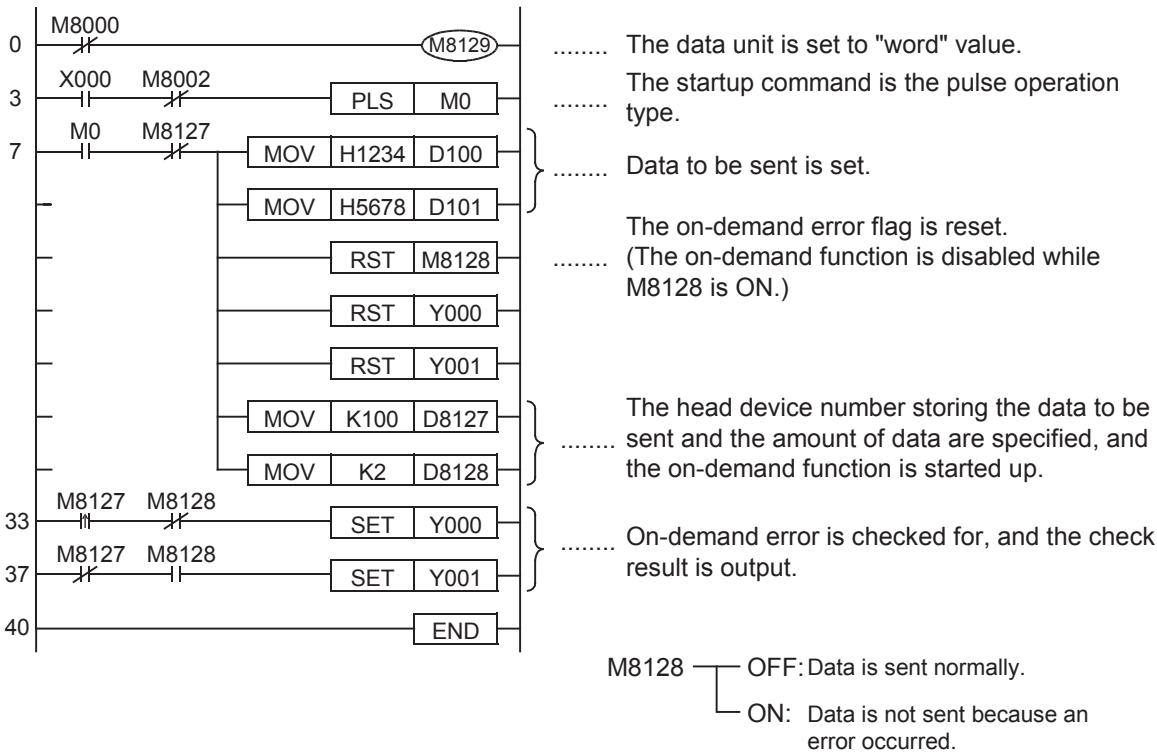 M8000
0 M8129 ........ The data unit is set to "word" value.
X000 M8002
3 PLS M0 ........ The startup command is the pulse operation
type.
M0 M8127
7 MOV H1234 D100
MOV H5678 D101
........ Data to be sent is set.
RST M8128 ........ The on-demand error flag is reset.
(The on-demand function is disabled while
M8128 is ON.)
RST Y000
RST Y001
MOV K100 D8127
MOV K2 D8128
........ The head device number storing the data to be
sent and the amount of data are specified, and
the on-demand function is started up.
M8127 M8128
33 SET Y000
M8127 M8128
37 SET Y001
........ On-demand error is checked for, and the check
result is output.
40 END
M8128 OFF: Data is sent normally.
ON: Data is not sent because an
error occurred.